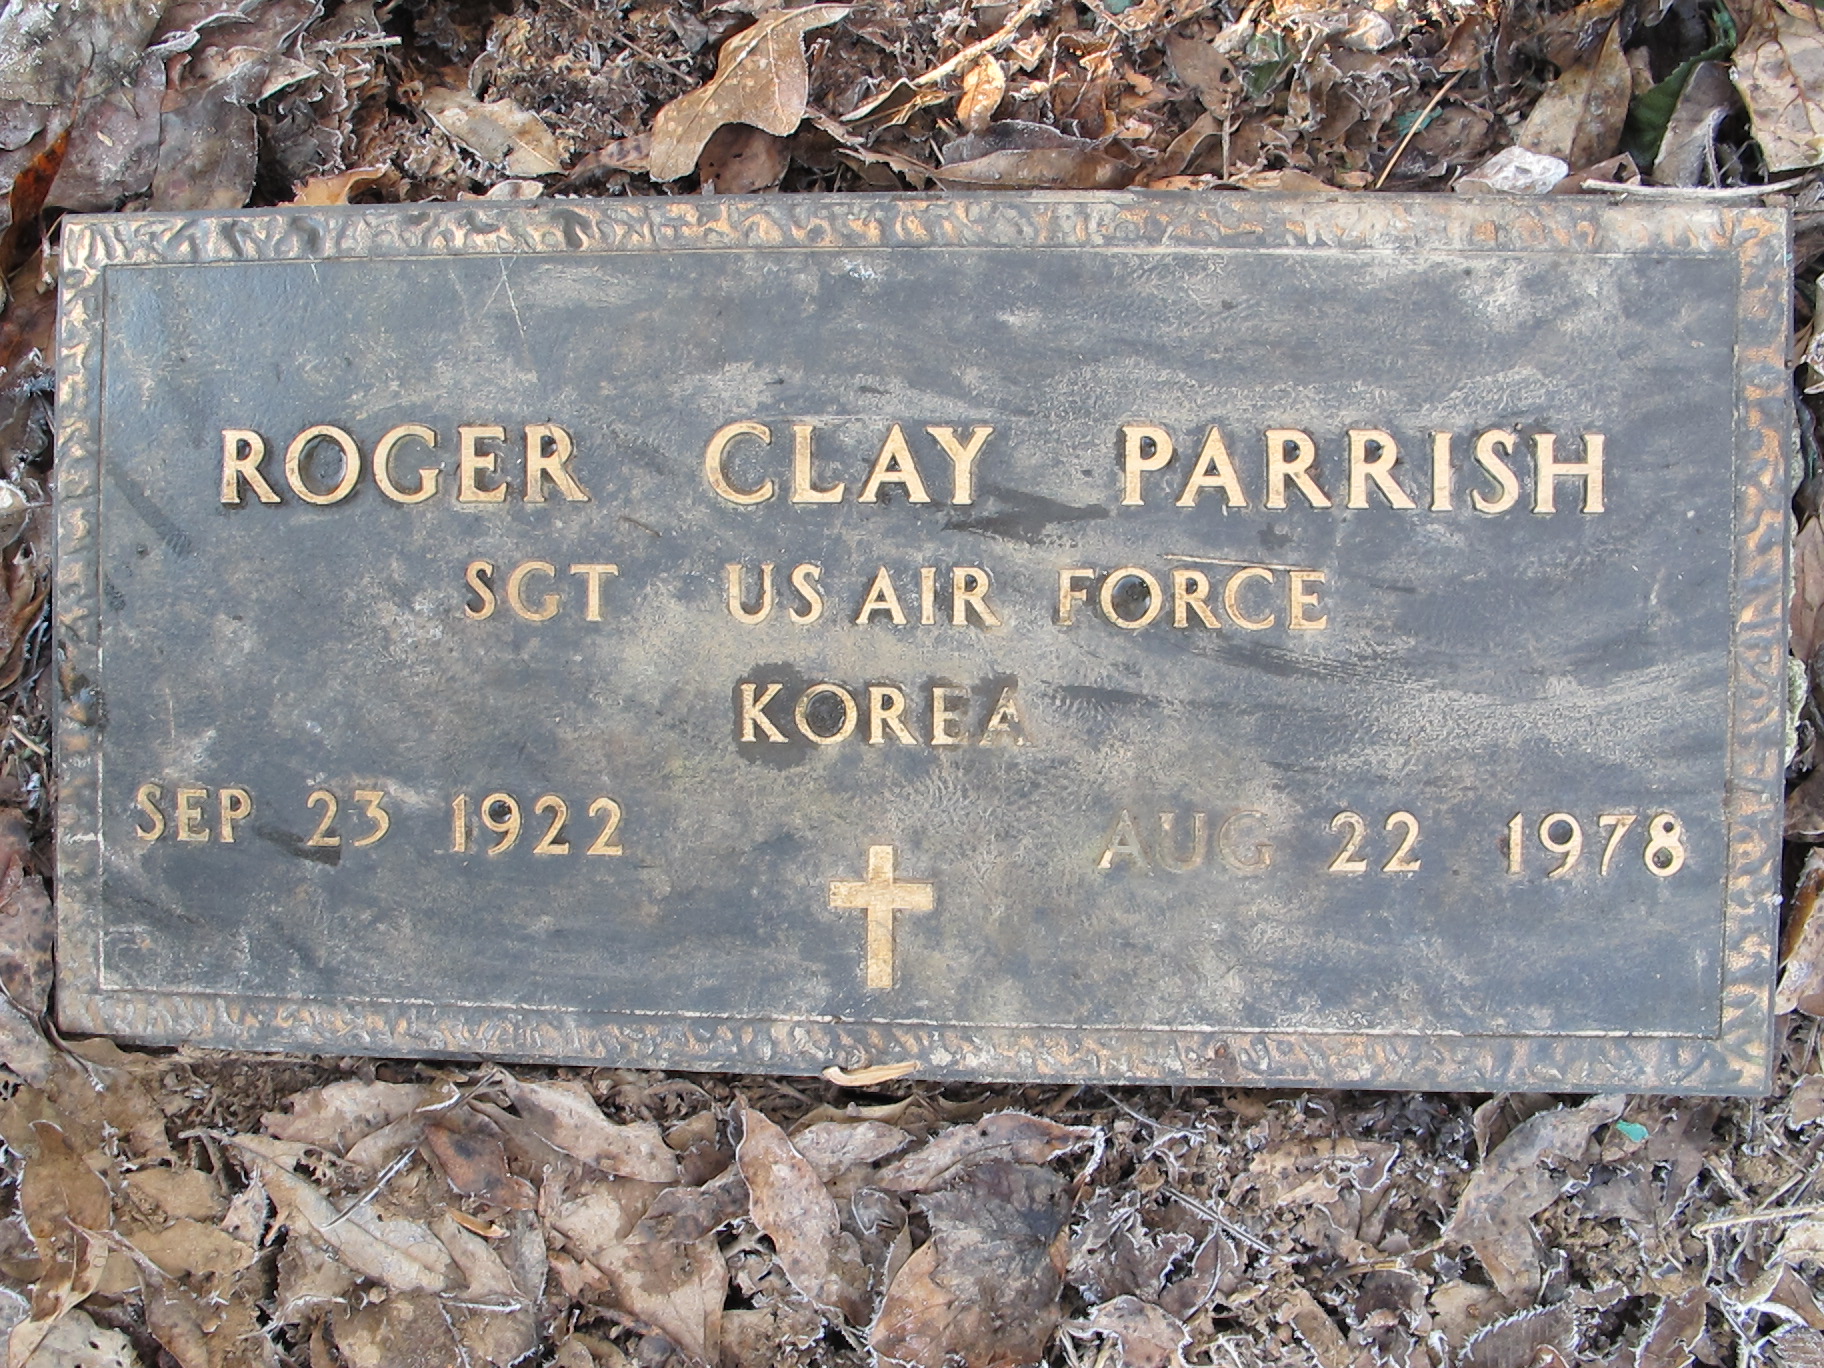 ROGER CLAY PARRISH
SGT US AIR FORCE
KOREA
SEP 23 1922 AUG 22 1978